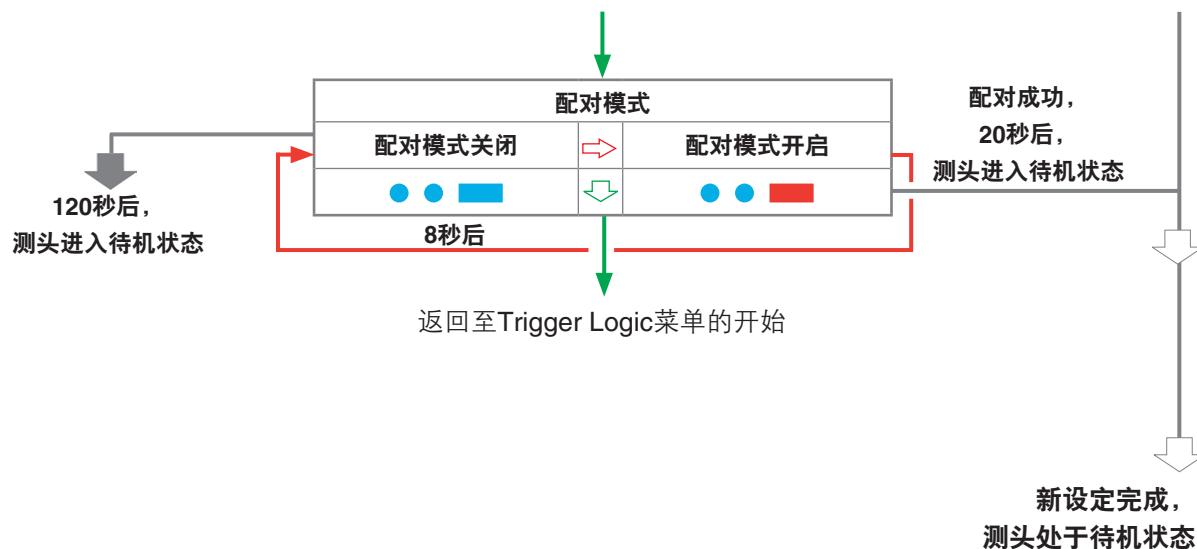 配对模式
配对模式关闭
配对模式开启
配对成功，
20秒后，
测头进入待机状态
120秒后，
测头进入待机状态
8秒后
返回至Trigger Logic菜单的开始
新设定完成，
测头处于待机状态